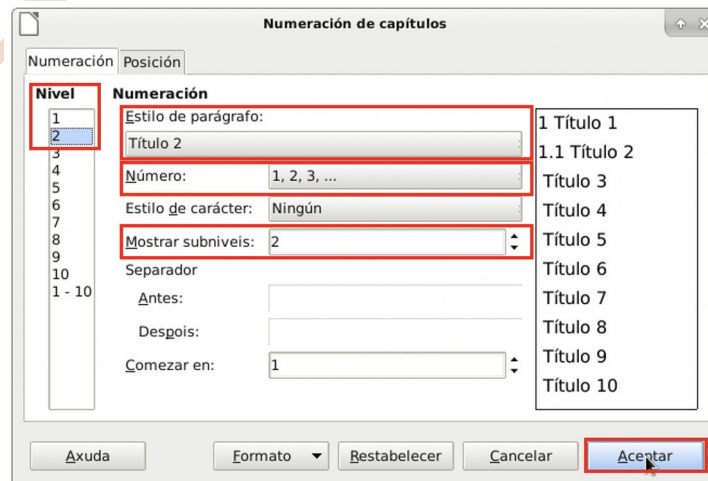 Numeración de capítulos
Numeración Posición
Nivel
1
2
3
4
5
6
7
8
9
10
1 - 10
Numeración
Estilo de parágrafo:
Título 2
Número: 1, 2, 3, ...
Estilo de carácter: Ningún
Mostrar subniveis: 2
Separador
Antes:
Despois:
Comezar en: 1
1 Título 1
1.1 Título 2
Título 3
Título 4
Título 5
Título 6
Título 7
Título 8
Título 9
Título 10
Axuda Formato Restabelecer Cancelar Aceptar